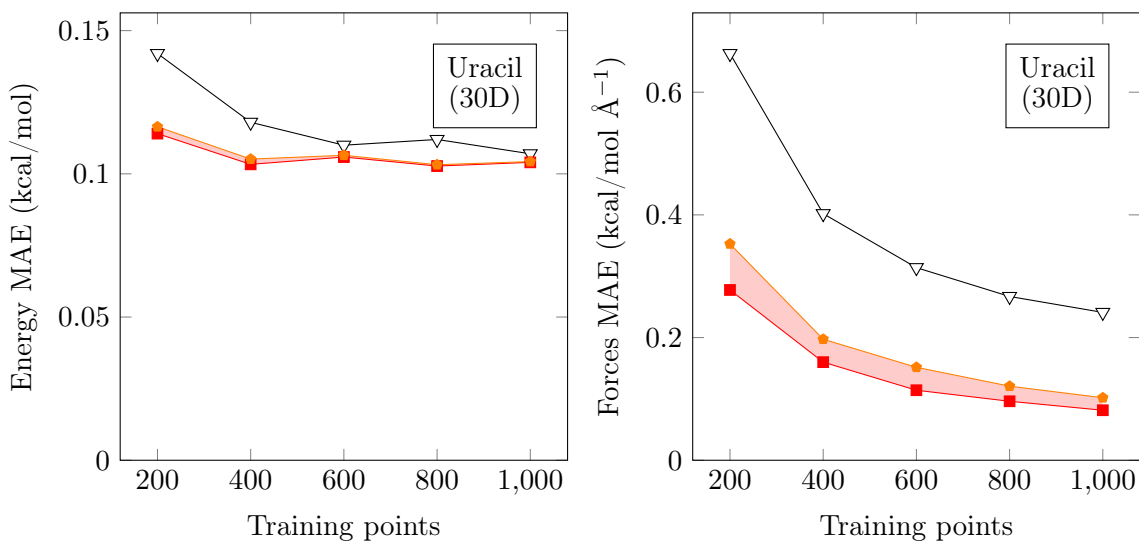 Energy MAE (kcal/mol)
0.15
0.1
0.05
0
Uracil
(30D)
200 400 600 800 1,000
Training points
Forces MAE (kcal/mol Å⁻¹)
0.6
0.4
0.2
0
Uracil
(30D)
200 400 600 800 1,000
Training points